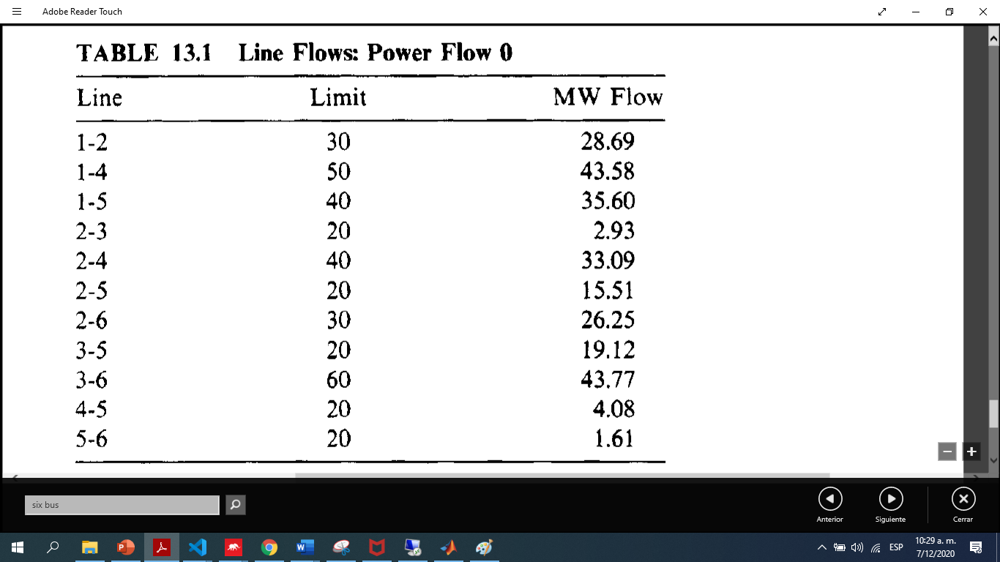 Adobe Reader Touch
TABLE 13.1 Line Flows: Power Flow 0
Line Limit MW Flow
1-2 30 28.69
1-4 50 43.58
1-5 40 35.60
2-3 20 2.93
2-4 40 33.09
2-5 20 15.51
2-6 30 26.25
3-5 20 19.12
3-6 60 43.77
4-5 20 4.08
5-6 20 1.61
six bus
Anterior Siguiente Cerrar
ESP
10:29 a. m.
7/12/2020